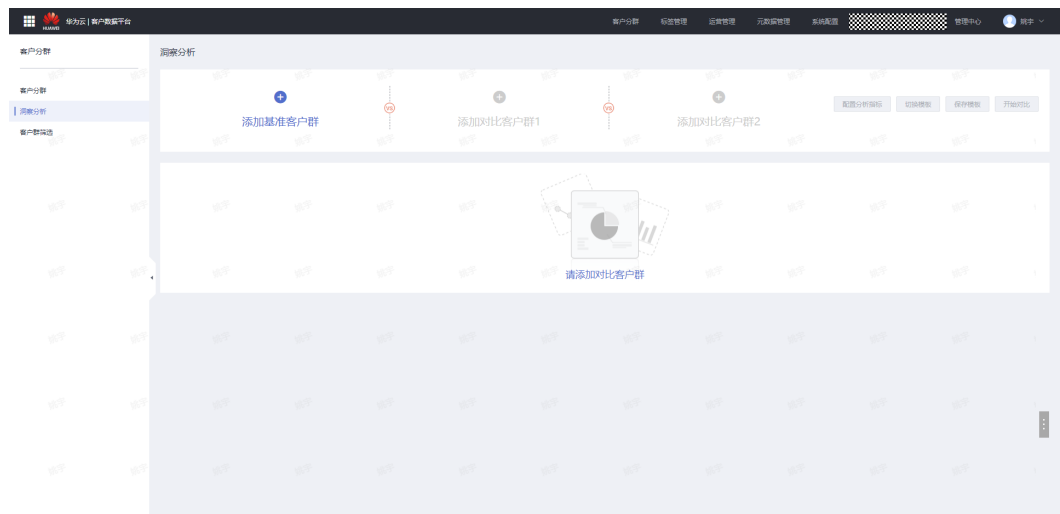 HUAWEI
华为云 | 客户数据平台
客户分群
标签管理
运营管理
元数据管理
系统配置
管理中心
客户分群
洞察分析
客户分群
洞察分析
客户群筛选
添加基准客户群
VS
添加对比客户群1
VS
添加对比客户群2
配置分析指标
切换模板
保存模板
开始对比
请添加对比客户群